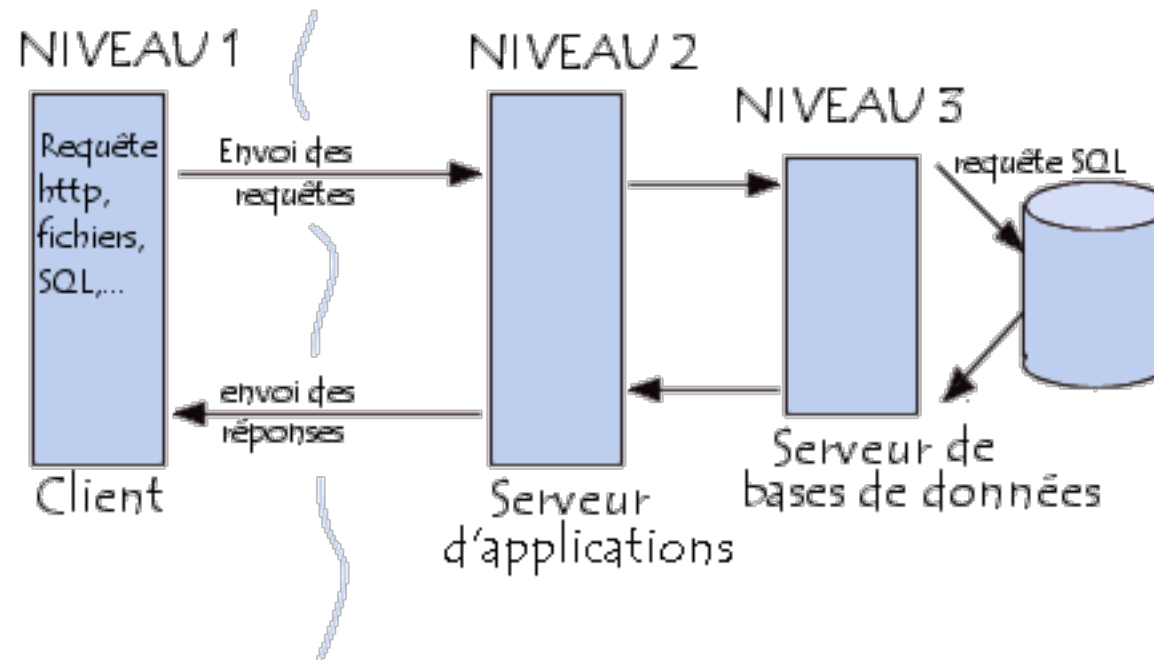 NIVEAU 1
Requête
http,
fichiers,
SQL,...
Client
Envoi des
requêtes
envoi des
réponses
NIVEAU 2
Serveur
d'applications
NIVEAU 3
Serveur de
bases de données
requête SQL